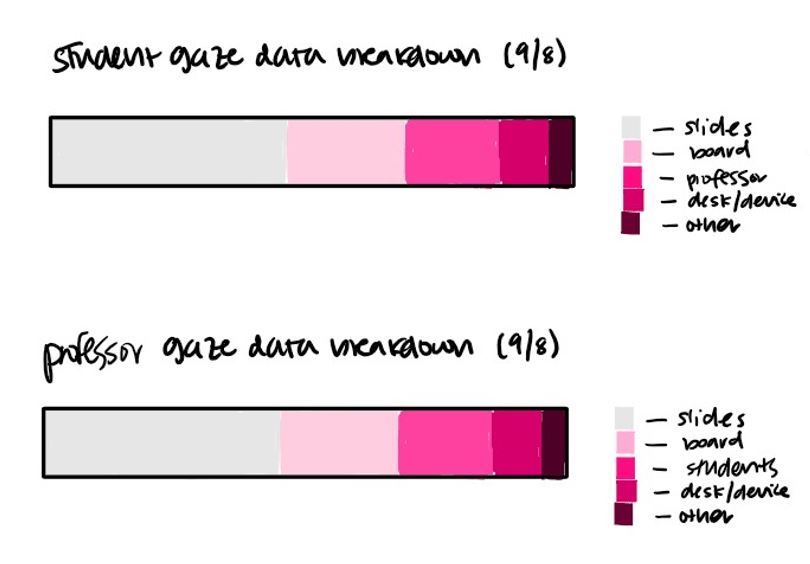 student gaze data breakdown (9/8)
— slides
— board
— professor
— desk/device
— other
professor gaze data breakdown (9/8)
— slides
— board
— students
— desk/device
— other